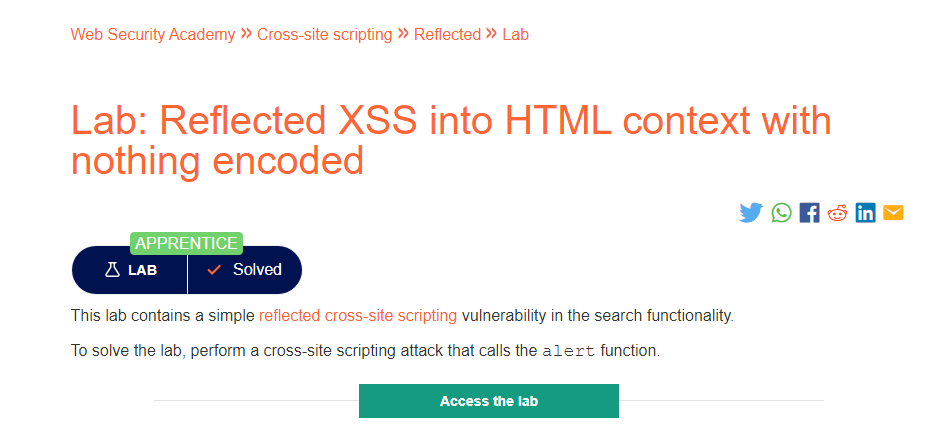 Web Security Academy » Cross-site scripting » Reflected » Lab
Lab: Reflected XSS into HTML context with
nothing encoded
APPRENTICE
LAB Solved
This lab contains a simple reflected cross-site scripting vulnerability in the search functionality.
To solve the lab, perform a cross-site scripting attack that calls the alert function.
Access the lab